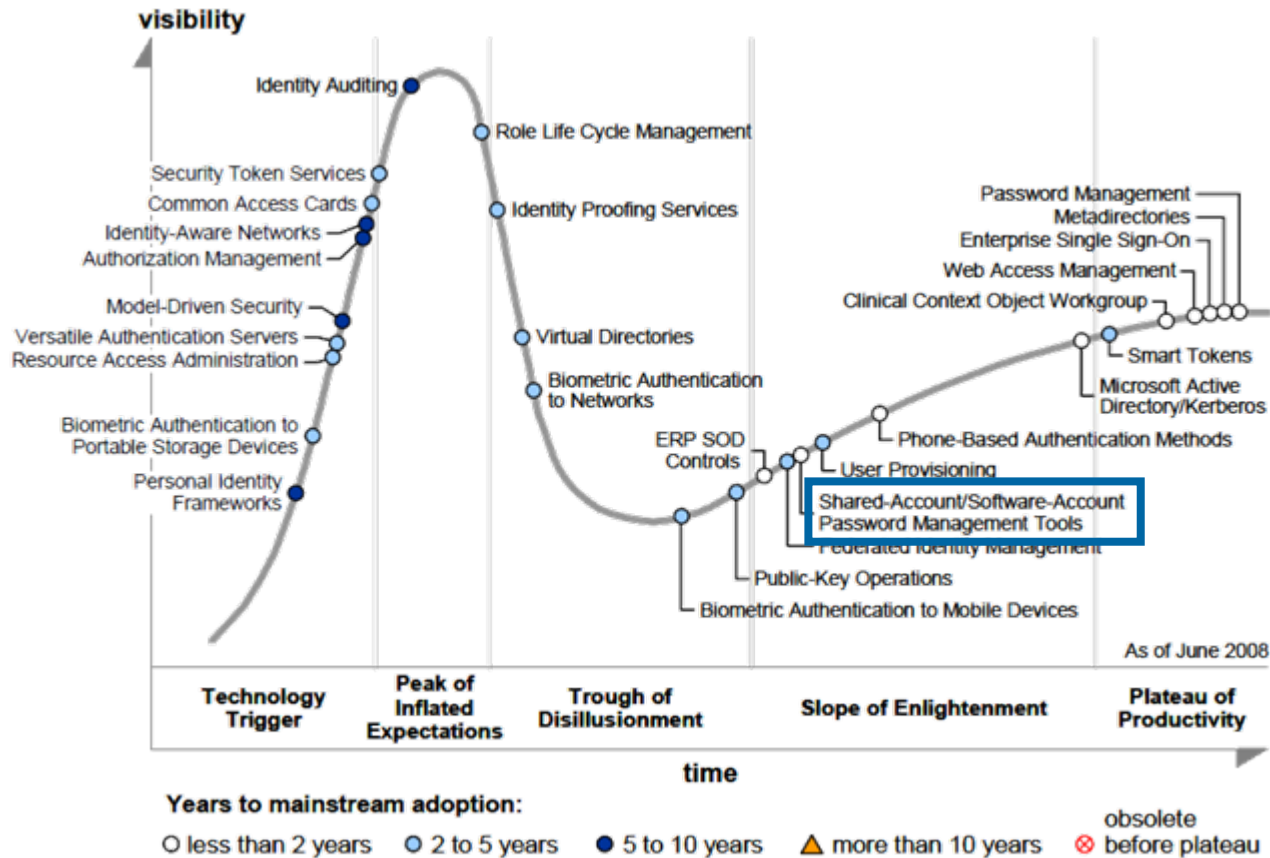 visibility
Identity Auditing
Role Life Cycle Management
Security Token Services
Common Access Cards
Identity-Aware Networks
Authorization Management
Identity Proofing Services
Password Management
Metadirectories
Enterprise Single Sign-On
Web Access Management
Clinical Context Object Workgroup
Model-Driven Security
Versatile Authentication Servers
Resource Access Administration
Virtual Directories
Smart Tokens
Biometric Authentication
to Networks
Microsoft Active
Directory/Kerberos
Biometric Authentication to
Portable Storage Devices
ERP SOD
Controls
Phone-Based Authentication Methods
User Provisioning
Personal Identity
Frameworks
Shared-Account/Software-Account
Password Management Tools
Federated Identity Management
Public-Key Operations
Biometric Authentication to Mobile Devices
As of June 2008
Technology
Trigger
Peak of
Inflated
Expectations
Trough of
Disillusionment
Slope of Enlightenment
Plateau of
Productivity
time
Years to mainstream adoption:
less than 2 years
2 to 5 years
5 to 10 years
more than 10 years
obsolete
before plateau